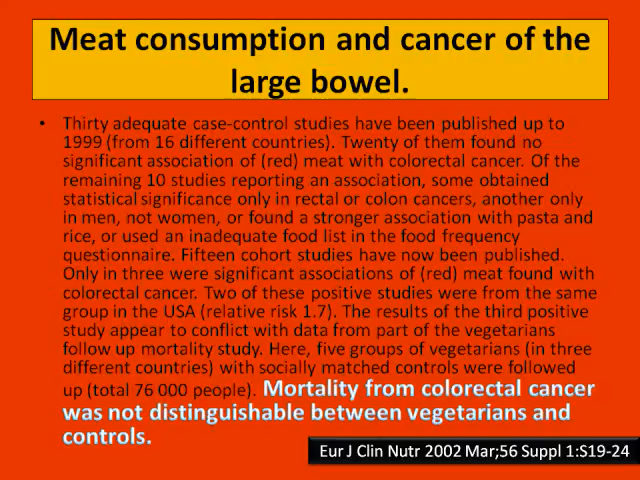 Meat consumption and cancer of the
large bowel.
• Thirty adequate case-control studies have been published up to
1999 (from 16 different countries). Twenty of them found no
significant association of (red) meat with colorectal cancer. Of the
remaining 10 studies reporting an association, some obtained
statistical significance only in rectal or colon cancers, another only
in men, not women, or found a stronger association with pasta and
rice, or used an inadequate food list in the food frequency
questionnaire. Fifteen cohort studies have now been published.
Only in three were significant associations of (red) meat found with
colorectal cancer. Two of these positive studies were from the same
group in the USA (relative risk 1.7). The results of the third positive
study appear to conflict with data from part of the vegetarians
follow up mortality study. Here, five groups of vegetarians (in three
different countries) with socially matched controls were followed
up (total 76 000 people). Mortality from colorectal cancer
was not distinguishable between vegetarians and
controls.
Eur J Clin Nutr 2002 Mar;56 Suppl 1:S19-24